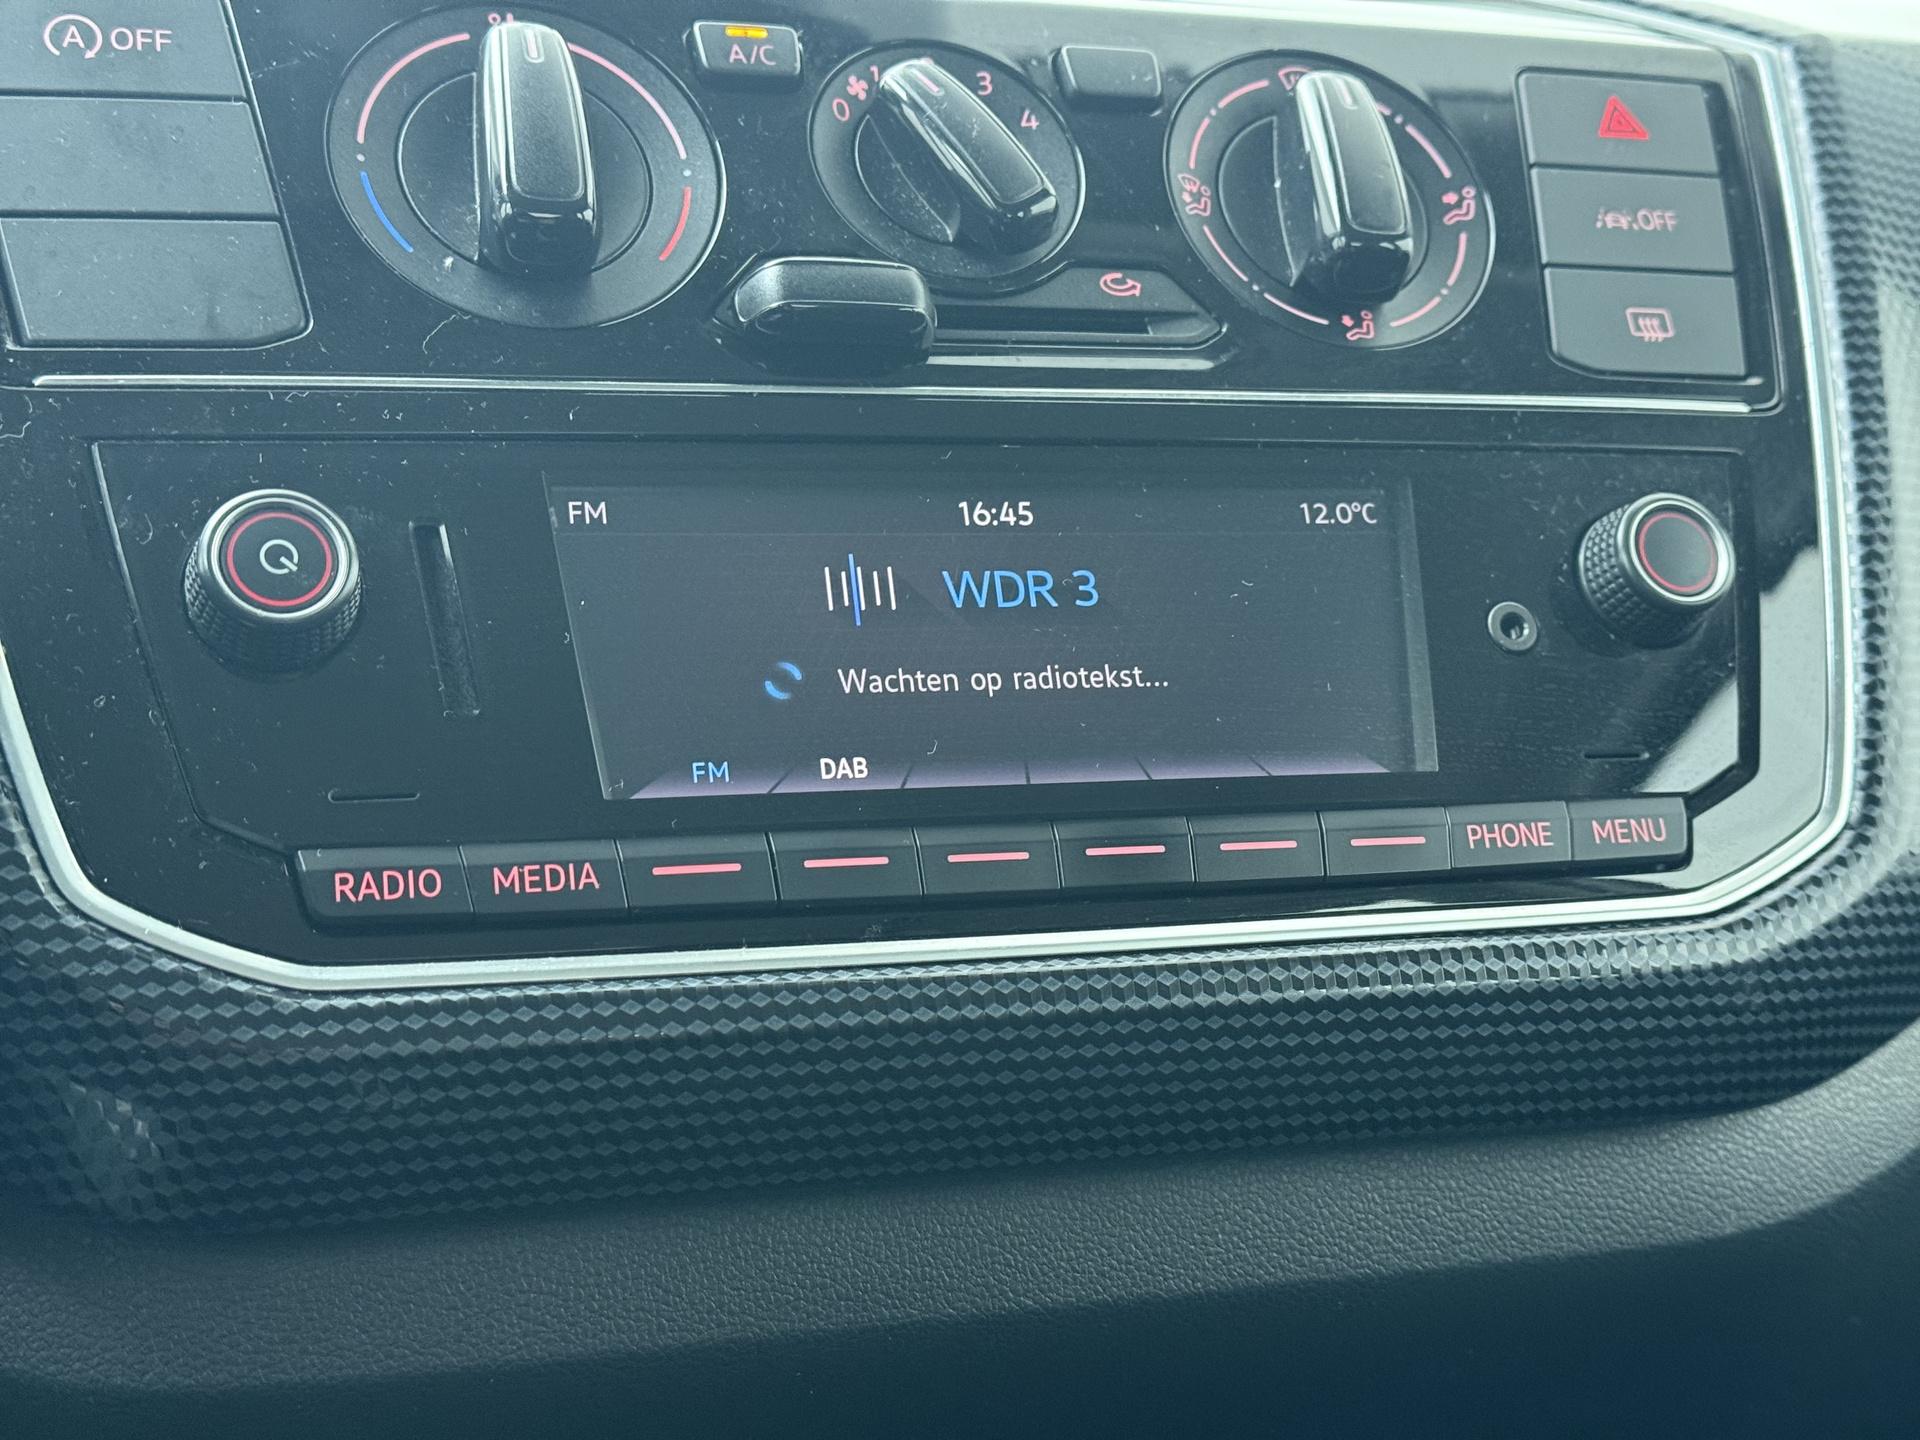 A OFF
A/C
0 1 3 4
OFF
FM 16:45 12.0°C
WDR 3
Wachten op radiotekst...
FM DAB
RADIO MEDIA PHONE MENU